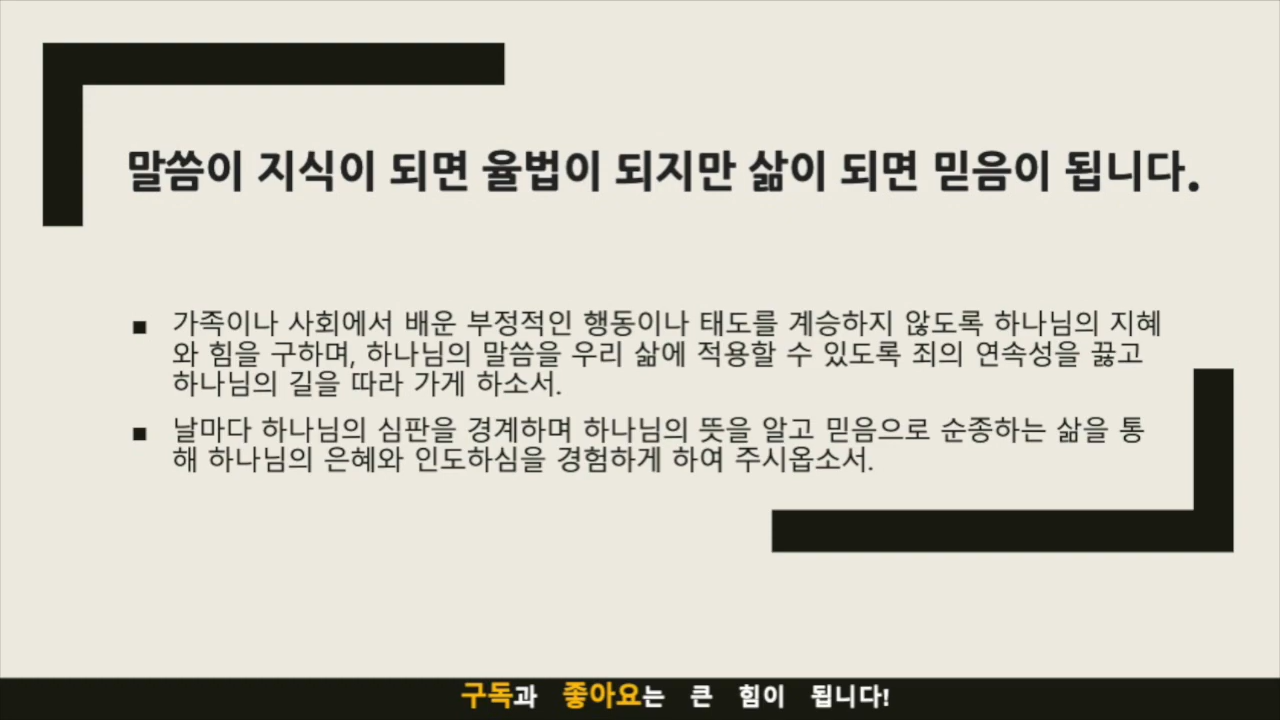 말씀이 지식이 되면 율법이 되지만 삶이 되면 믿음이 됩니다.
■ 가족이나 사회에서 배운 부정적인 행동이나 태도를 계승하지 않도록 하나님의 지혜
와 힘을 구하며, 하나님의 말씀을 우리 삶에 적용할 수 있도록 죄의 연속성을 끓고
하나님의 길을 따라 가게 하소서.
■ 날마다 하나님의 심판을 경계하며 하나님의 뜻을 알고 믿음으로 순종하는 삶을 통
해 하나님의 은혜와 인도하심을 경험하게 하여 주시옵소서.
구독과 좋아요는 큰 힘이 됩니다!